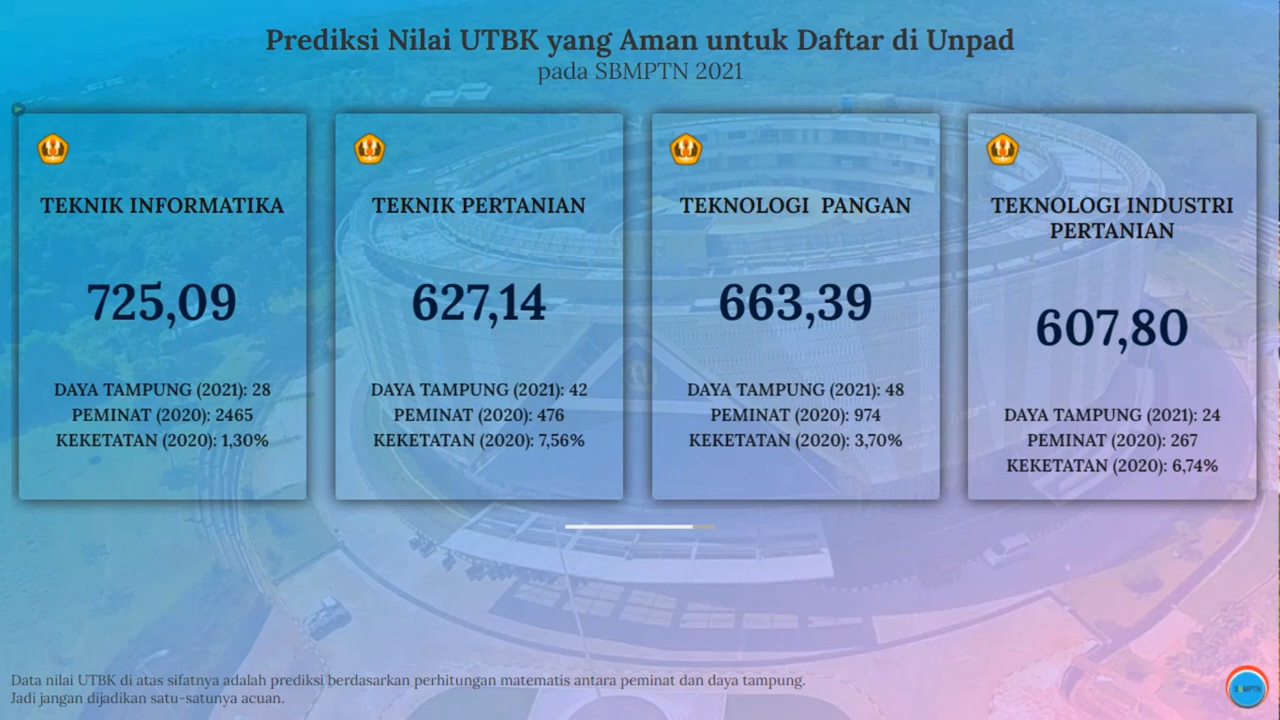 Prediksi Nilai UTBK yang Aman untuk Daftar di Unpad
pada SBMPTN 2021
TEKNIK INFORMATIKA
725,09
DAYA TAMPUNG (2021): 28
PEMINAT (2020): 2465
KEKETATAN (2020): 1,30%
TEKNIK PERTANIAN
627,14
DAYA TAMPUNG (2021): 42
PEMINAT (2020): 476
KEKETATAN (2020): 7,56%
TEKNOLOGI PANGAN
663,39
DAYA TAMPUNG (2021): 48
PEMINAT (2020): 974
KEKETATAN (2020): 3,70%
TEKNOLOGI INDUSTRI
PERTANIAN
607,80
DAYA TAMPUNG (2021): 24
PEMINAT (2020): 267
KEKETATAN (2020): 6,74%
Data nilai UTBK di atas sifatnya adalah prediksi berdasarkan perhitungan matematis antara peminat dan daya tampung.
Jadi jangan dijadikan satu-satunya acuan.
SBMPTN